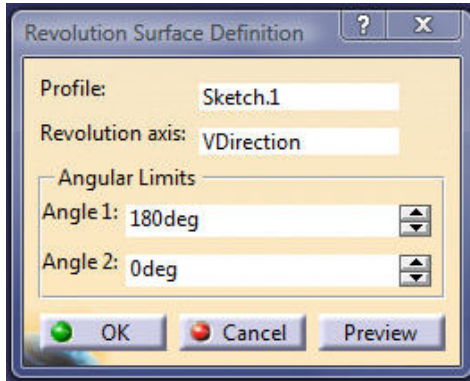 Revolution Surface Definition ? X
Profile: Sketch.1
Revolution axis: VDirection
Angular Limits
Angle 1: 180deg
Angle 2: 0deg
OK Cancel Preview